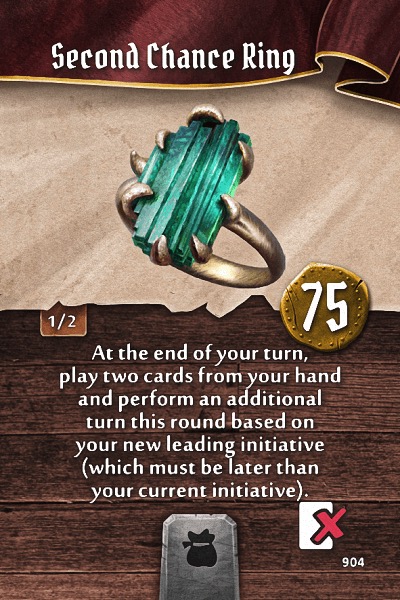 Second Chance Ring
75
1/2
At the end of your turn,
play two cards from your hand
and perform an additional
turn this round based on
your new leading initiative
(which must be later than
your current initiative).
904